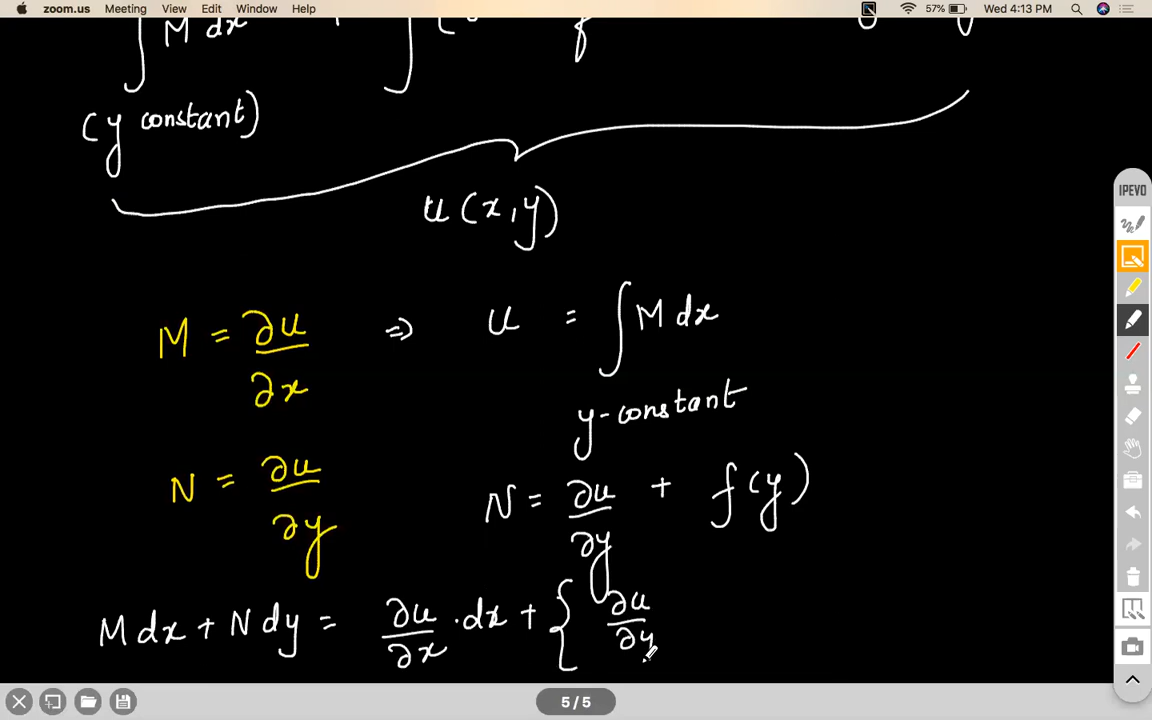 zoom.us Meeting View Edit Window Help 57% Wed 4:13 PM
∫ M dx
(y constant)
u(x,y)
IPEVO
M = ∂u/∂x ⇒ u = ∫ M dx
y-constant
N = ∂u/∂y N = ∂u/∂y + f(y)
M dx + N dy = ∂u/∂x · dx + { ∂u/∂y
5 / 5